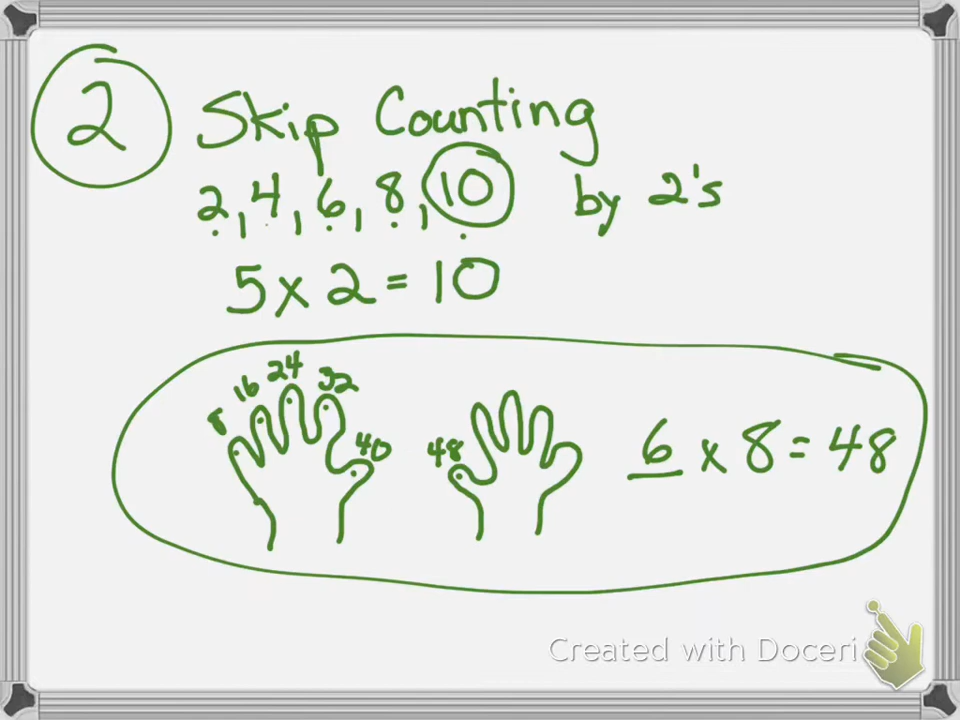 2 Skip Counting
2, 4, 6, 8, 10 by 2's
5 x 2 = 10
8 16 24 32 40 48
6 x 8 = 48
Created with Doceri